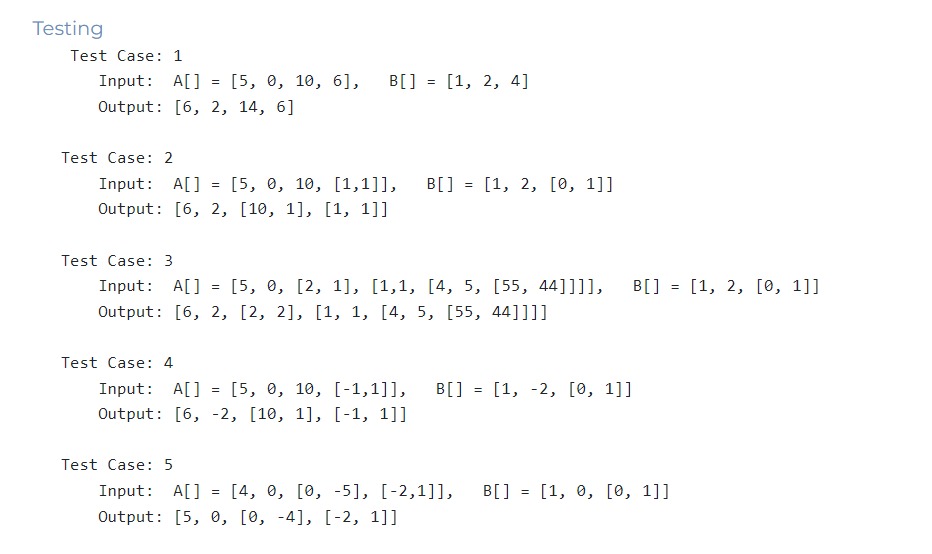 Testing
Test Case: 1
Input: A[] = [5, 0, 10, 6], B[] = [1, 2, 4]
Output: [6, 2, 14, 6]
Test Case: 2
Input: A[] = [5, 0, 10, [1,1]], B[] = [1, 2, [0, 1]]
Output: [6, 2, [10, 1], [1, 1]]
Test Case: 3
Input: A[] = [5, 0, [2, 1], [1,1, [4, 5, [55, 44]]]], B[] = [1, 2, [0, 1]]
Output: [6, 2, [2, 2], [1, 1, [4, 5, [55, 44]]]]
Test Case: 4
Input: A[] = [5, 0, 10, [-1,1]], B[] = [1, -2, [0, 1]]
Output: [6, -2, [10, 1], [-1, 1]]
Test Case: 5
Input: A[] = [4, 0, [0, -5], [-2,1]], B[] = [1, 0, [0, 1]]
Output: [5, 0, [0, -4], [-2, 1]]